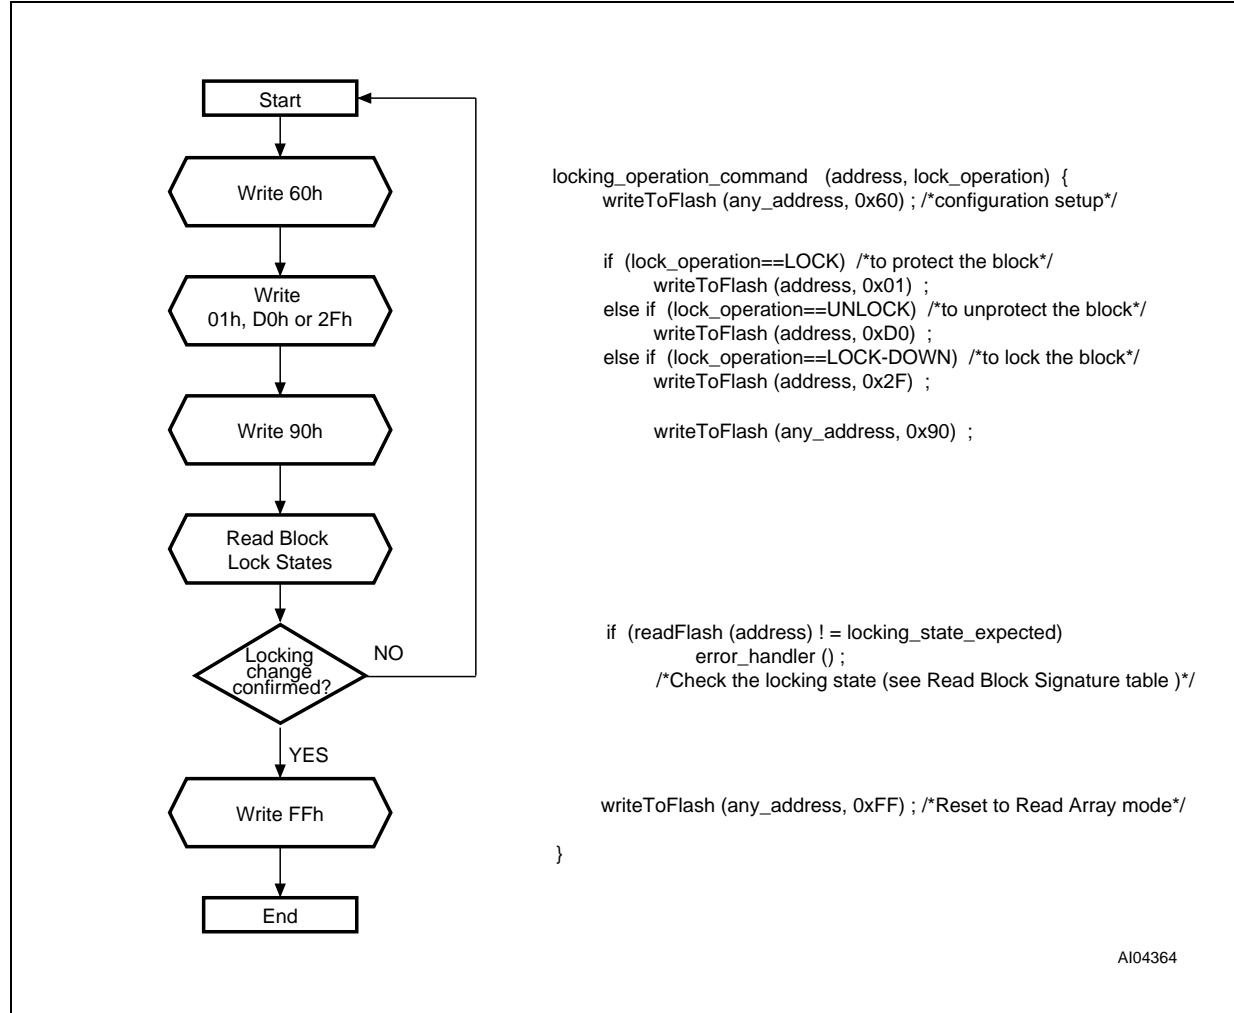 Start
Write 60h
Write
01h, D0h or 2Fh
Write 90h
Read Block
Lock States
Locking
change
confirmed?
NO
YES
Write FFh
End
locking_operation_command (address, lock_operation) {
writeToFlash (any_address, 0x60) ; /*configuration setup*/
if (lock_operation==LOCK) /*to protect the block*/
writeToFlash (address, 0x01) ;
else if (lock_operation==UNLOCK) /*to unprotect the block*/
writeToFlash (address, 0xD0) ;
else if (lock_operation==LOCK-DOWN) /*to lock the block*/
writeToFlash (address, 0x2F) ;
writeToFlash (any_address, 0x90) ;
if (readFlash (address) ! = locking_state_expected)
error_handler () ;
/*Check the locking state (see Read Block Signature table )*/
writeToFlash (any_address, 0xFF) ; /*Reset to Read Array mode*/
}
AI04364